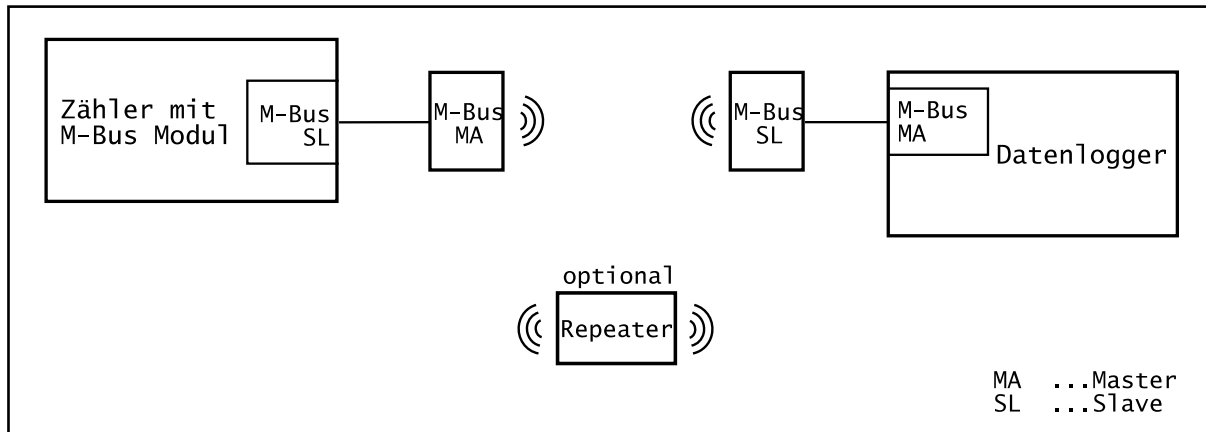 Zähler mit
M-Bus Modul
M-Bus
SL
M-Bus
MA
M-Bus
SL
M-Bus
MA
Datenlogger
optional
Repeater
MA ...Master
SL ...Slave